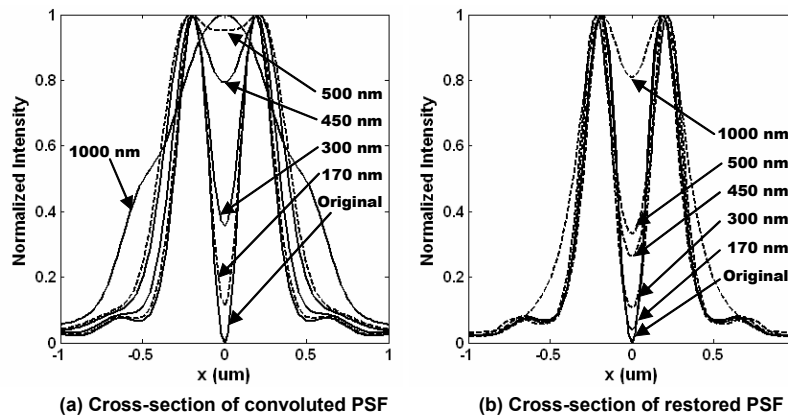 Normalized Intensity
1
0.8
0.6
0.4
0.2
0
-1
-0.5
0
0.5
1
x (um)
1000 nm
500 nm
450 nm
300 nm
170 nm
Original
(a) Cross-section of convoluted PSF
Normalized Intensity
1
0.8
0.6
0.4
0.2
0
-1
-0.5
0
0.5
x (um)
1000 nm
500 nm
450 nm
300 nm
170 nm
Original
(b) Cross-section of restored PSF